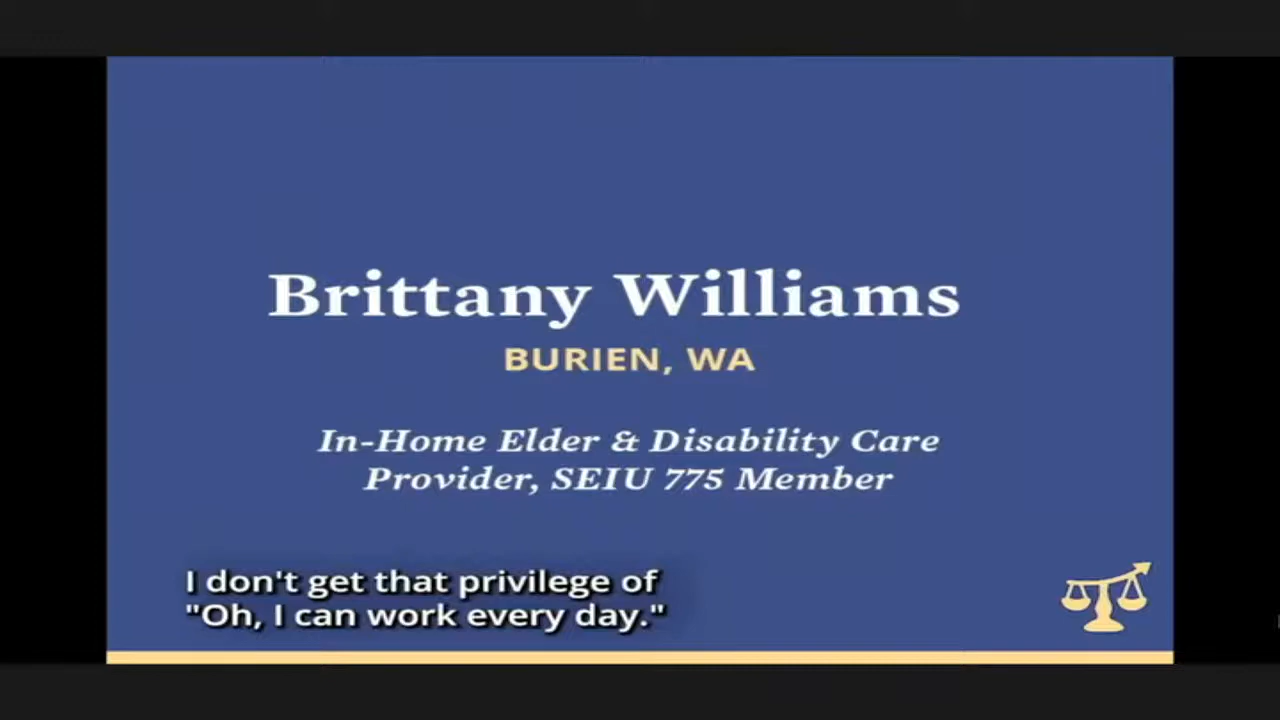 Brittany Williams
BURIEN, WA
In-Home Elder & Disability Care
Provider, SEIU 775 Member
I don't get that privilege of
"Oh, I can work every day."